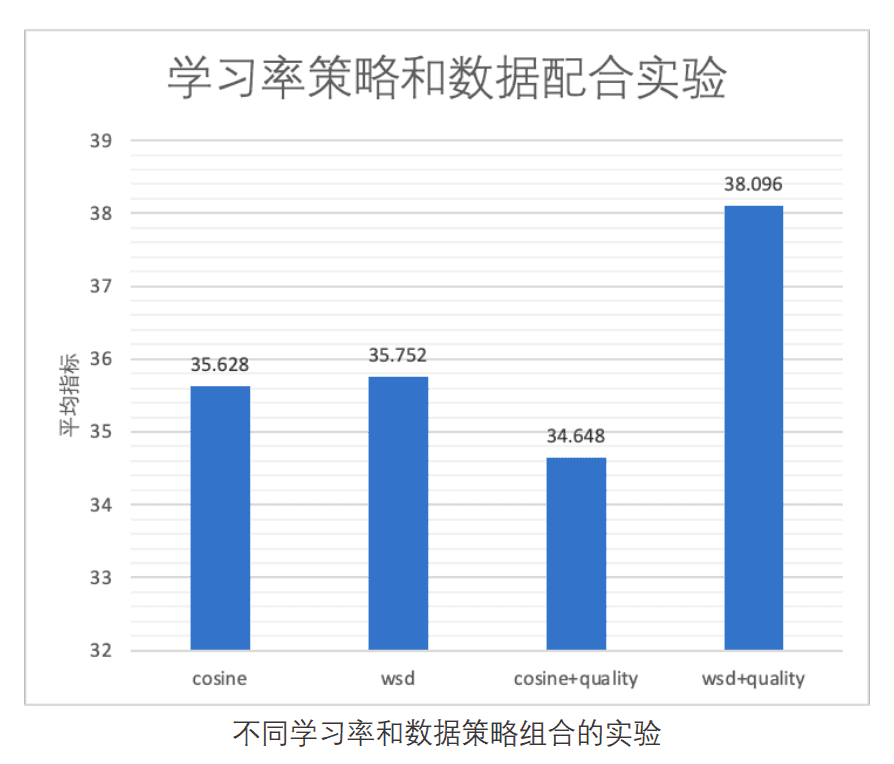 学习率策略和数据配合实验
39
38
37
36
35
34
33
32
平均指标
35.628
35.752
34.648
38.096
cosine
wsd
cosine+quality
wsd+quality
不同学习率和数据策略组合的实验